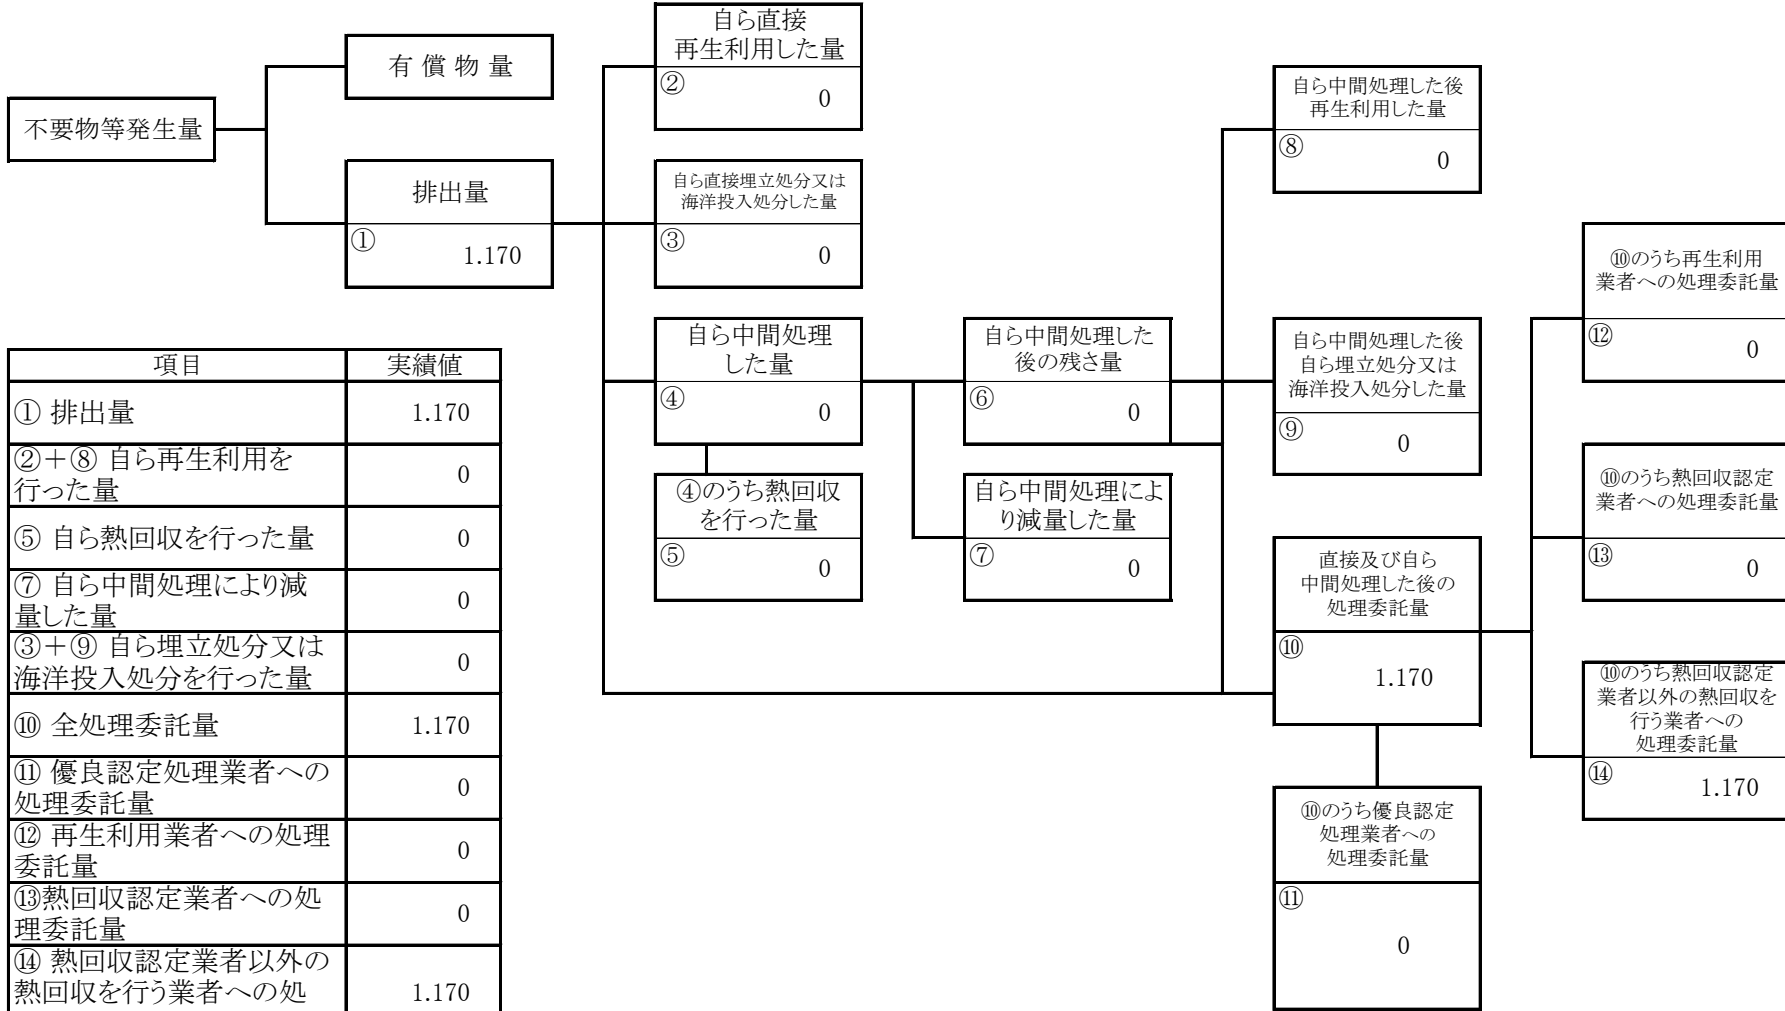 不要物等発生量
有 償 物 量
排出量
①
1.170
自ら直接
再生利用した量
②
0
自ら直接埋立処分又は
海洋投入処分した量
③
0
自ら中間処理
した量
④
0
④のうち熱回収
を行った量
⑤
0
自ら中間処理した
後の残さ量
⑥
0
自ら中間処理によ
り減量した量
⑦
0
自ら中間処理した後
再生利用した量
⑧
0
自ら中間処理した後
自ら埋立処分又は
海洋投入処分した量
⑨
0
直接及び自ら
中間処理した後の
処理委託量
⑩
1.170
⑩のうち優良認定
処理業者への
処理委託量
⑪
0
⑩のうち再生利用
業者への処理委託量
⑫
0
⑩のうち熱回収認定
業者への処理委託量
⑬
0
⑩のうち熱回収認定
業者以外の熱回収を
行う業者への
処理委託量
⑭
1.170
項目 実績値
① 排出量 1.170
②+⑧ 自ら再生利用を
行った量
0
⑤ 自ら熱回収を行った量 0
⑦ 自ら中間処理により減
量した量
0
③+⑨ 自ら埋立処分又は
海洋投入処分を行った量
0
⑩ 全処理委託量 1.170
⑪ 優良認定処理業者への
処理委託量
0
⑫ 再生利用業者への処理
委託量
0
⑬熱回収認定業者への処
理委託量
0
⑭ 熱回収認定業者以外の
熱回収を行う業者への処
1.170